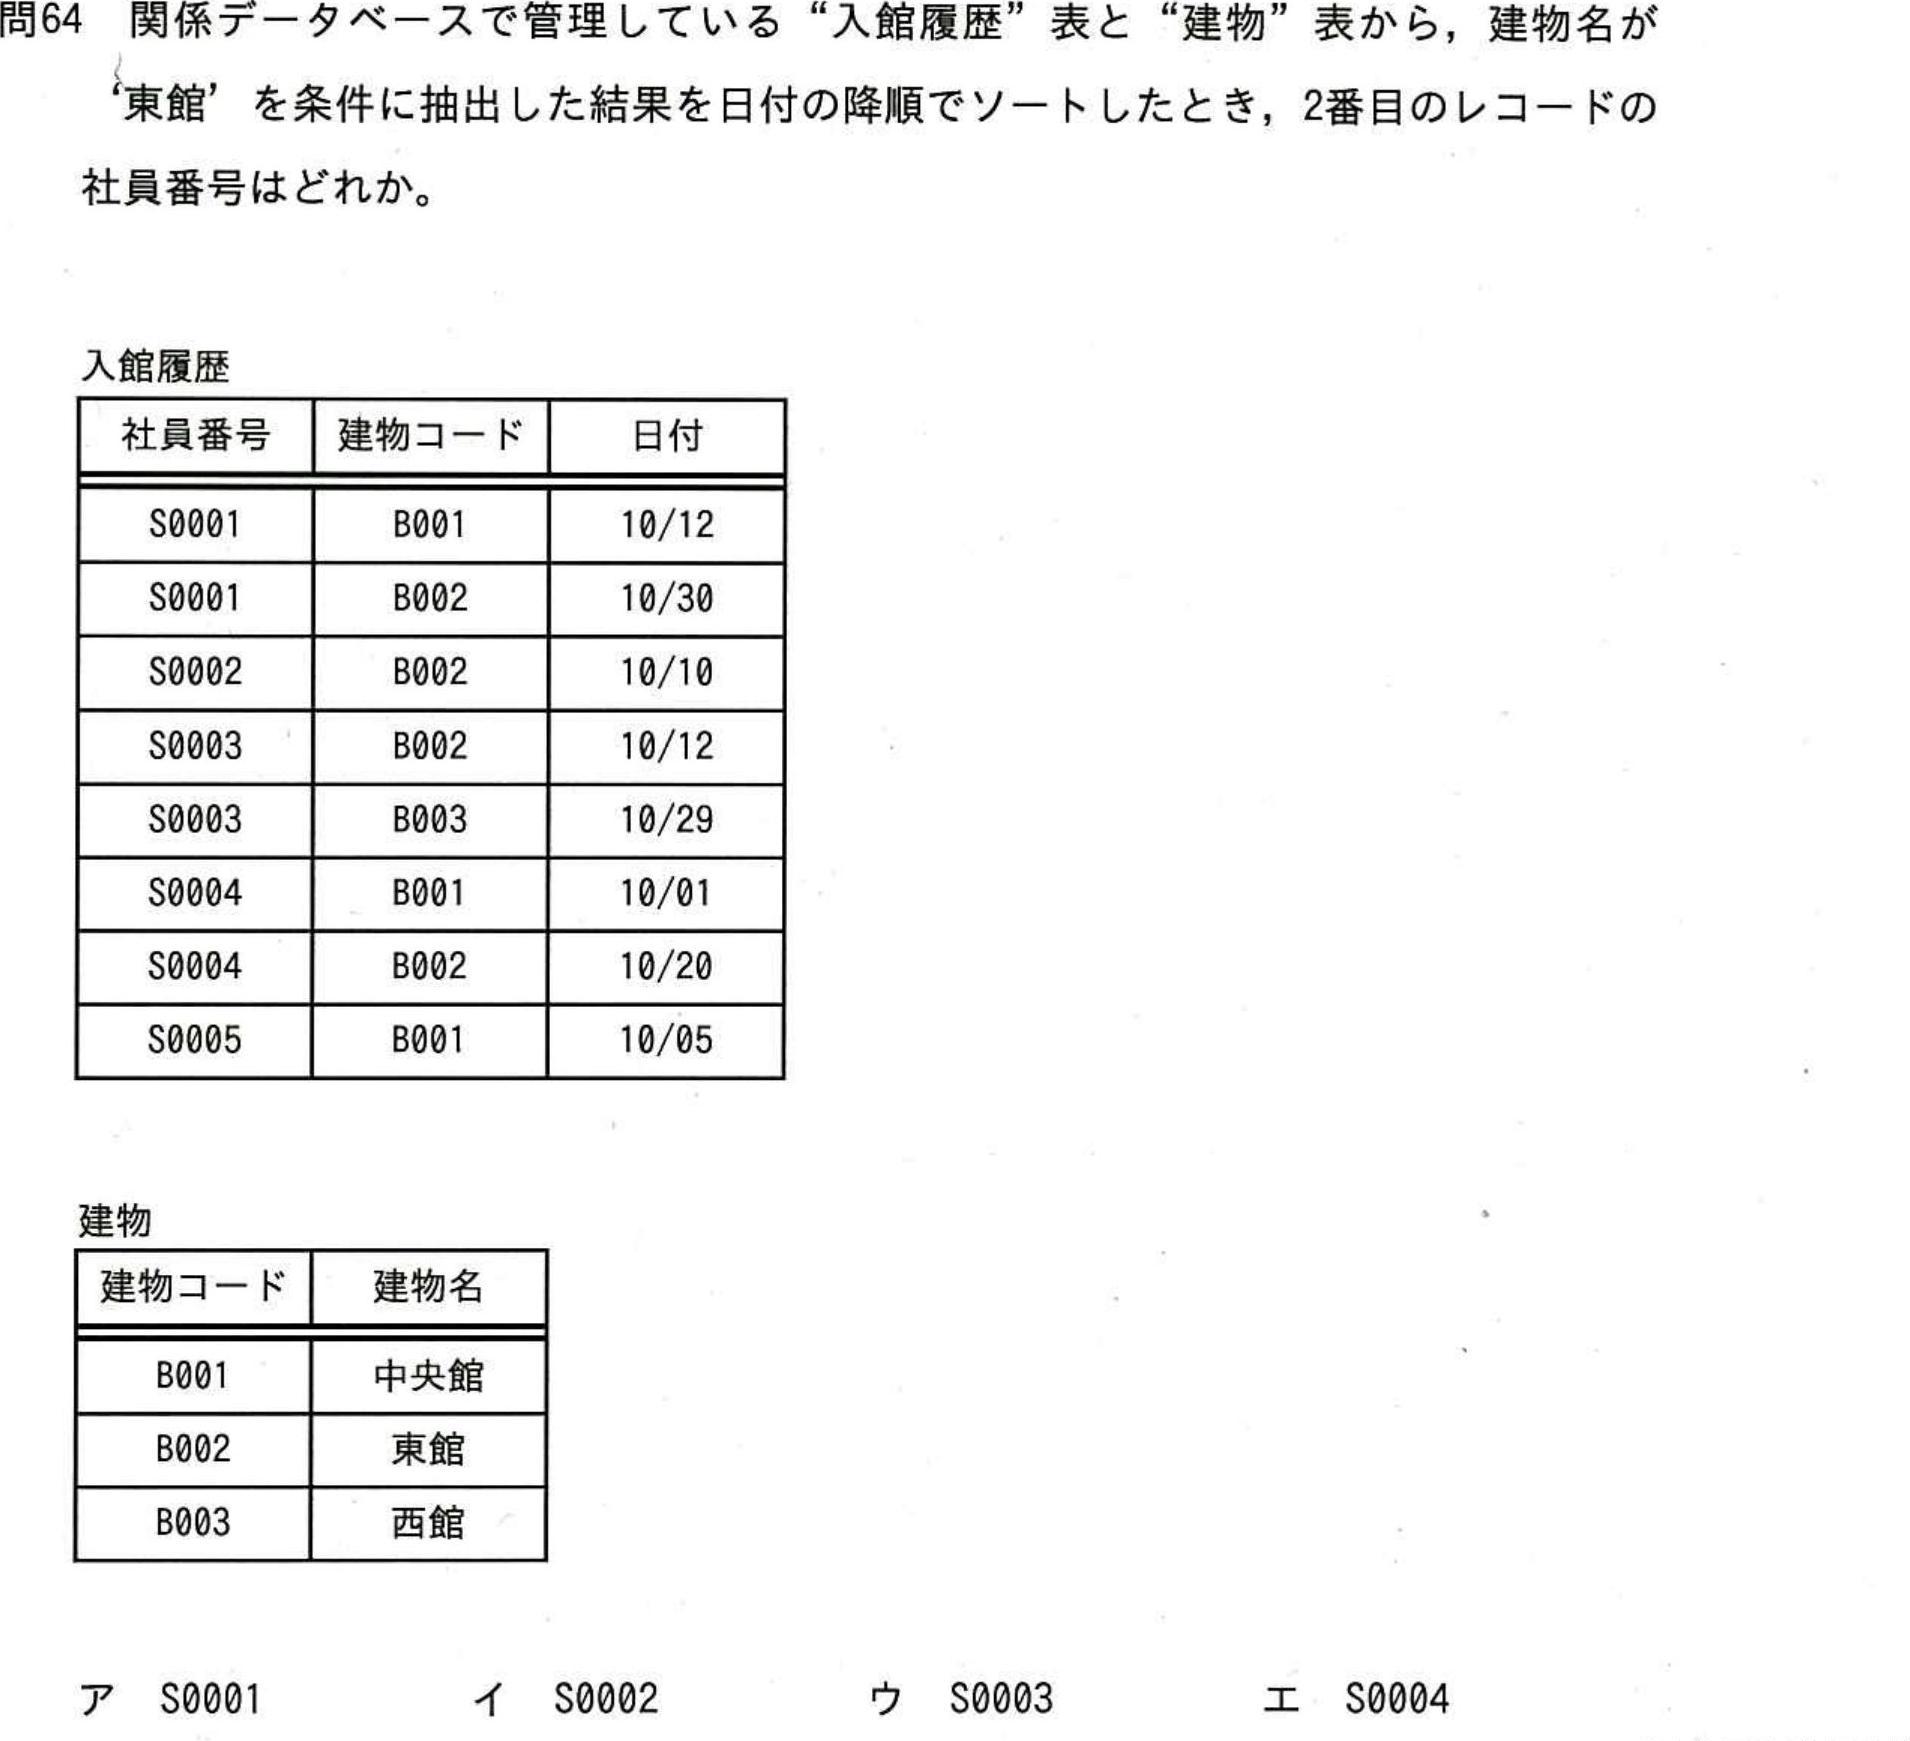 問64　関係データベースで管理している“入館履歴”表と“建物”表から，建物名が
‘東館’を条件に抽出した結果を日付の降順でソートしたとき，2番目のレコードの
社員番号はどれか。
入館履歴
社員番号　建物コード　日付
S0001　B001　10/12
S0001　B002　10/30
S0002　B002　10/10
S0003　B002　10/12
S0003　B003　10/29
S0004　B001　10/01
S0004　B002　10/20
S0005　B001　10/05
建物
建物コード　建物名
B001　中央館
B002　東館
B003　西館
ア　S0001　イ　S0002　ウ　S0003　エ　S0004